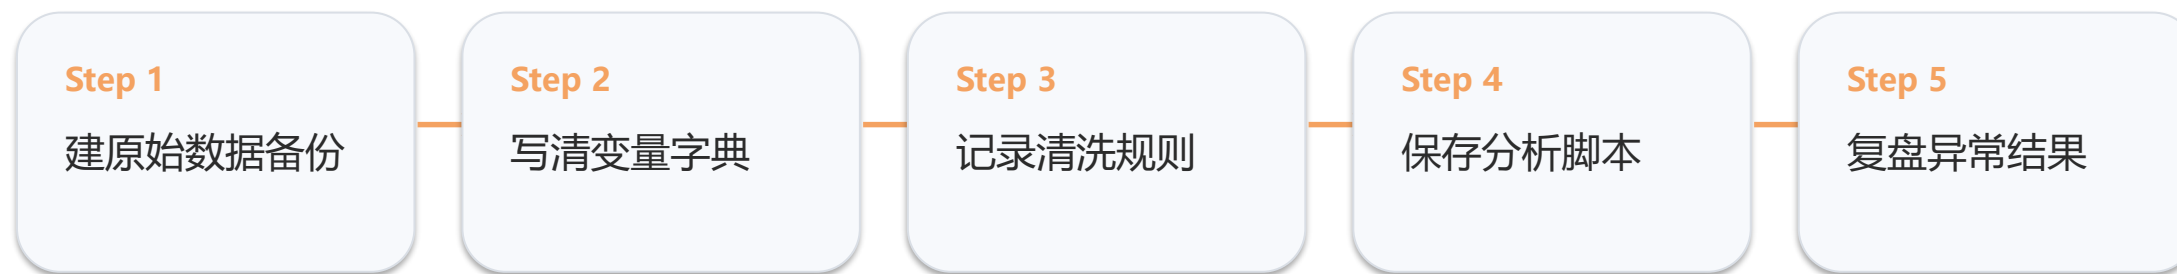 Step 1
建原始数据备份
Step 2
写清变量字典
Step 3
记录清洗规则
Step 4
保存分析脚本
Step 5
复盘异常结果